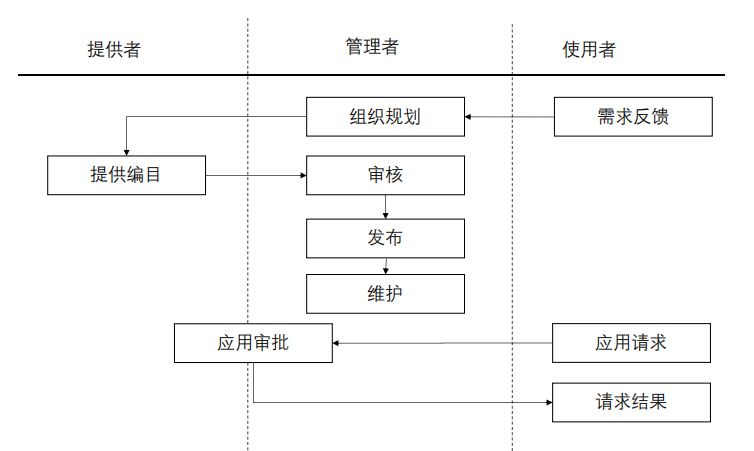 提供者
管理者
使用者
组织规划
需求反馈
提供编目
审核
发布
维护
应用审批
应用请求
请求结果